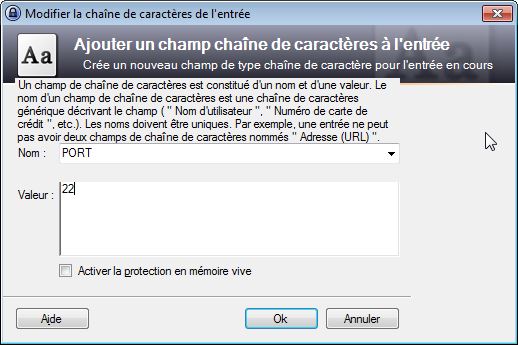 Modifier la chaîne de caractères de l'entrée
Aa
Ajouter un champ chaîne de caractères à l'entrée
Crée un nouveau champ de type chaîne de caractère pour l'entrée en cours
Un champ de chaîne de caractères est constitué d'un nom et d'une valeur. Le
nom d'un champ de chaîne de caractères est une chaîne de caractères
générique décrivant le champ ( " Nom d'utilisateur ", " Numéro de carte de
crédit ", etc.). Les noms doivent être uniques. Par exemple, une entrée ne peut
pas avoir deux champs de chaîne de caractères nommés " Adresse (URL) ".
Nom : PORT
Valeur : 22
Activer la protection en mémoire vive
Aide Ok Annuler